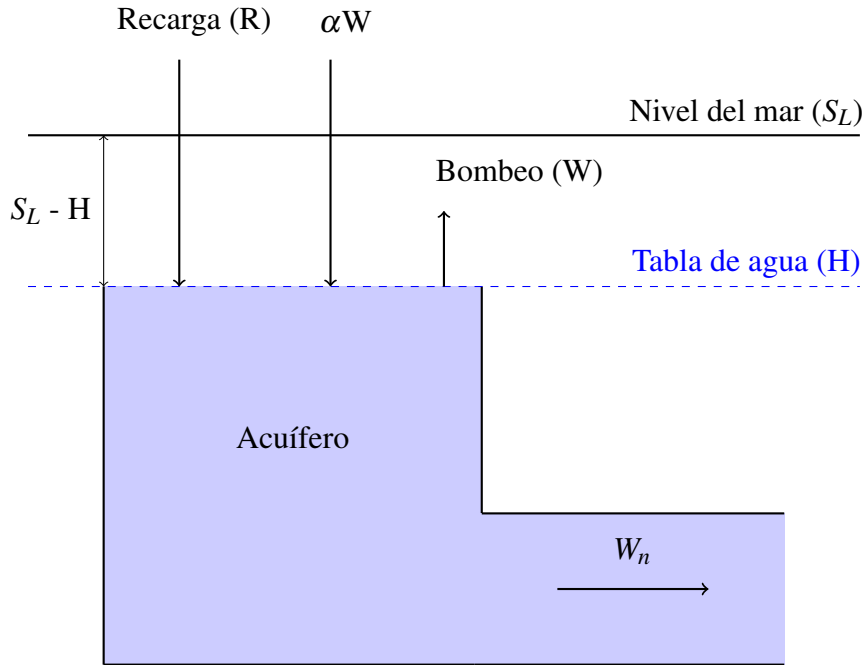 Recarga (R)
αW
Nivel del mar (S_L)
Bombeo (W)
S_L - H
Tabla de agua (H)
Acuífero
W_n